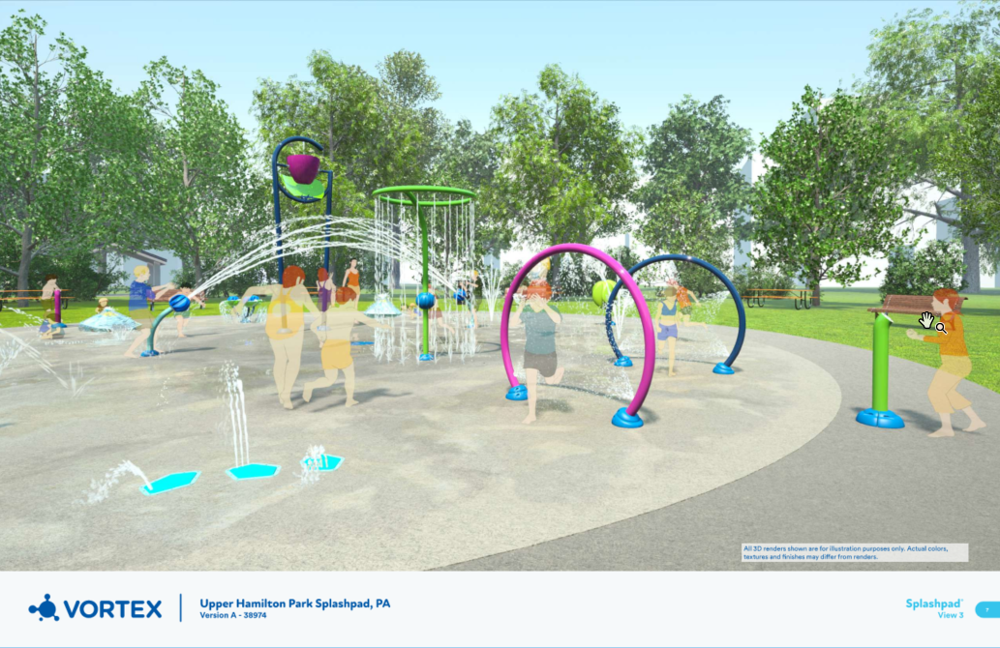 All 3D renders shown are for illustration purposes only. Actual colors,
textures and finishes may differ from renders.
VORTEX
Upper Hamilton Park Splashpad, PA
Version A - 38974
Splashpad®
View 3